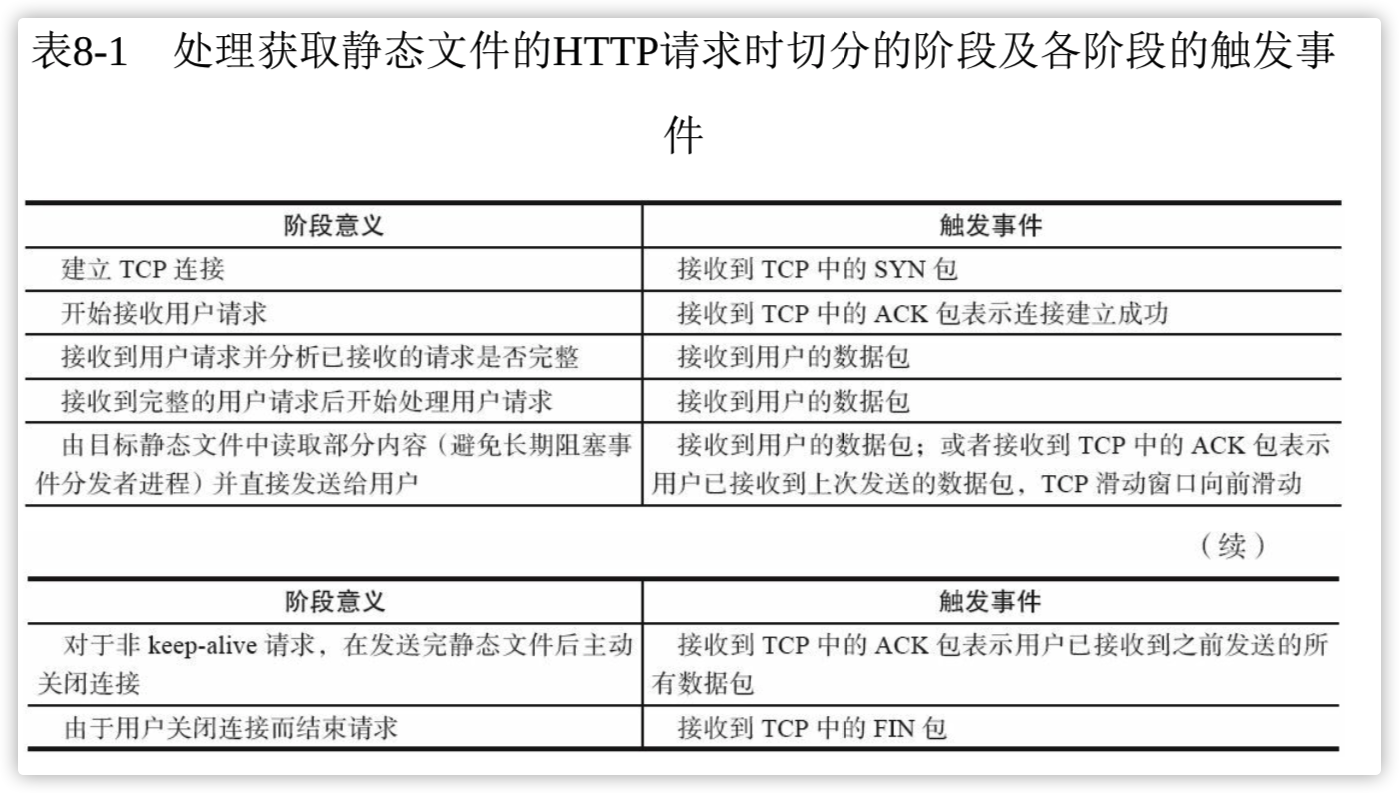 表8-1 处理获取静态文件的HTTP请求时切分的阶段及各阶段的触发事
件
阶段意义 触发事件
建立 TCP 连接 接收到 TCP 中的 SYN 包
开始接收用户请求 接收到 TCP 中的 ACK 包表示连接建立成功
接收到用户请求并分析已接收的请求是否完整 接收到用户的数据包
接收到完整的用户请求后开始处理用户请求 接收到用户的数据包
由目标静态文件中读取部分内容（避免长期阻塞事
件分发者进程）并直接发送给用户
接收到用户的数据包；或者接收到 TCP 中的 ACK 包表示
用户已接收到上次发送的数据包，TCP 滑动窗口向前滑动
（续）
阶段意义 触发事件
对于非 keep-alive 请求，在发送完静态文件后主动
关闭连接
接收到 TCP 中的 ACK 包表示用户已接收到之前发送的所
有数据包
由于用户关闭连接而结束请求 接收到 TCP 中的 FIN 包